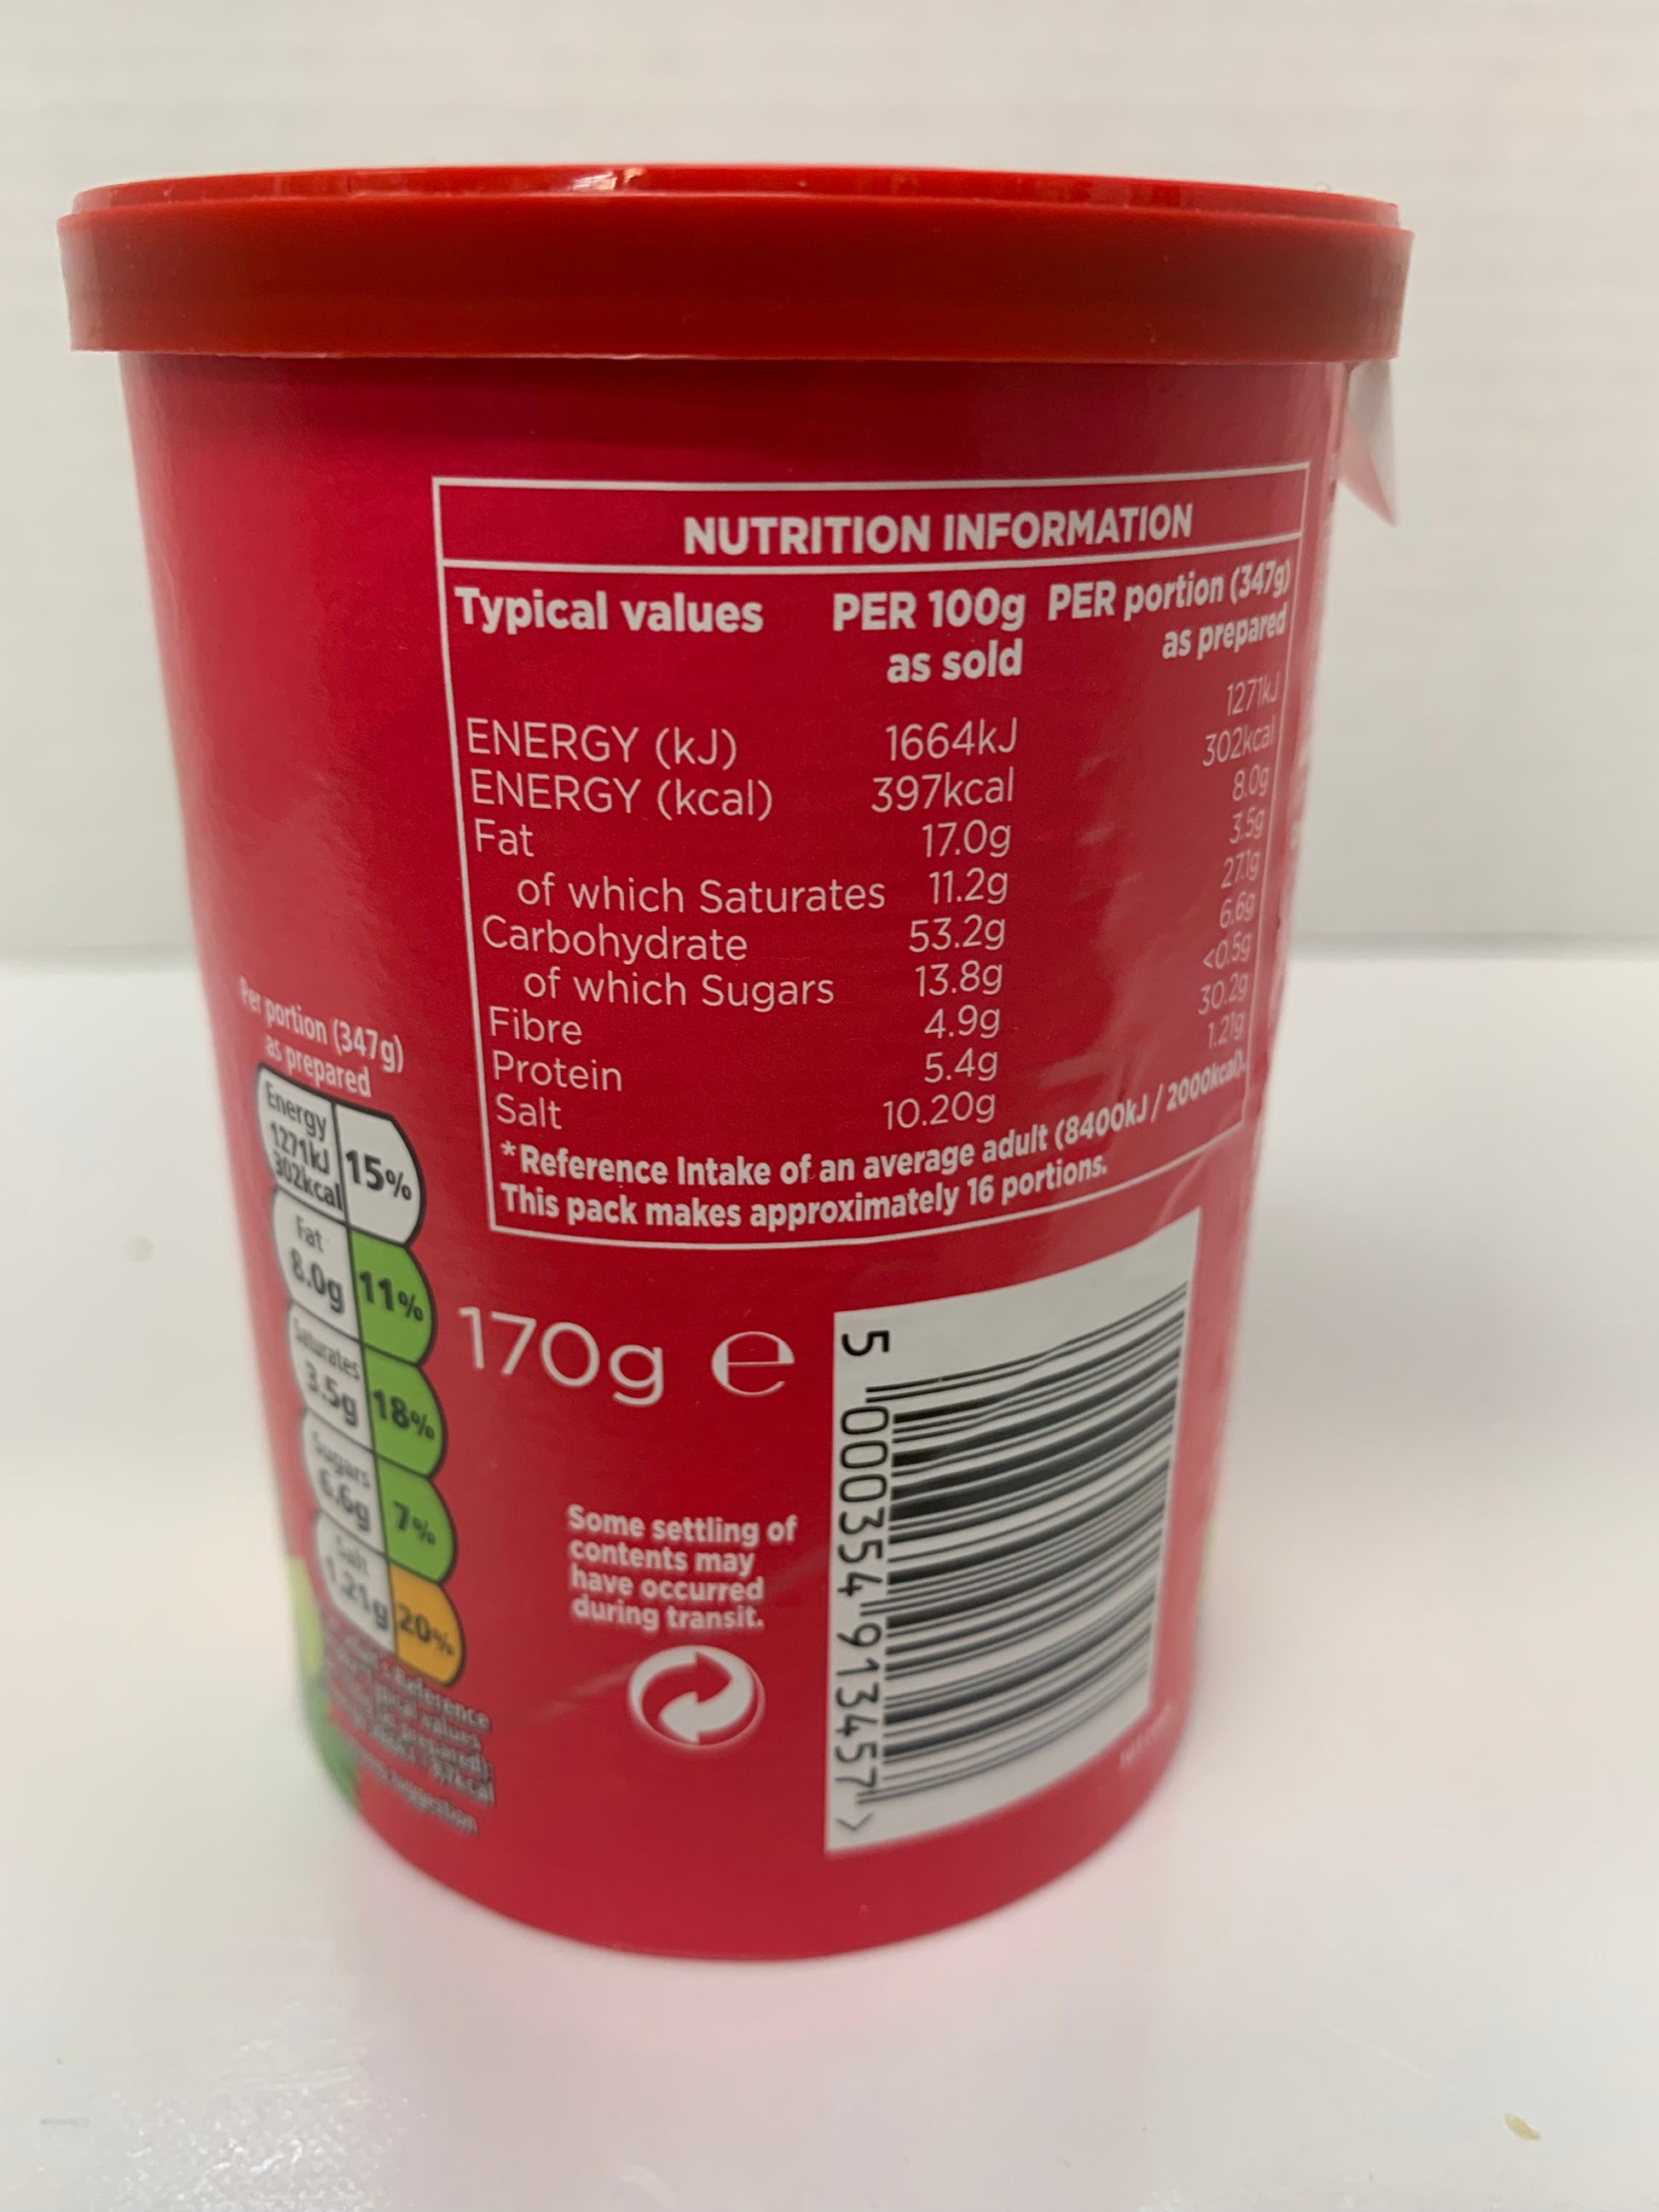 NUTRITION INFORMATION
Typical values PER 100g PER portion (347g)
as sold as prepared
ENERGY (kJ) 1664kJ 1271kJ
ENERGY (kcal) 397kcal 302kcal
Fat 17.0g 8.0g
of which Saturates 11.2g 3.5g
Carbohydrate 53.2g 27.1g
of which Sugars 13.8g 6.6g
Fibre 4.9g <0.5g
Protein 5.4g 30.2g
Salt 10.20g 1.21g
*Reference Intake of an average adult (8400kJ / 2000kcal).
This pack makes approximately 16 portions.
Per portion (347g)
as prepared
Energy
1271kJ
302kcal
15%
Fat
8.0g
11%
Saturates
3.5g
18%
Sugars
6.6g
7%
Salt
1.21g
20%
Reference
values
170g e
Some settling of
contents may
have occurred
during transit.
5 000354 913457 >